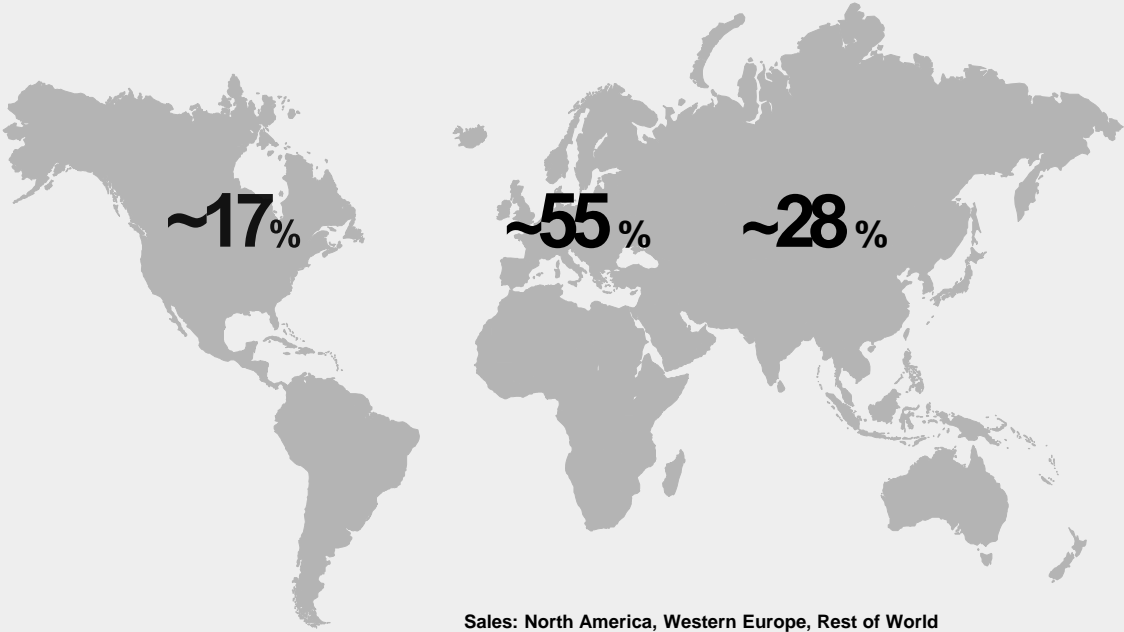 ~17% ~55 % ~28 %
Sales: North America, Western Europe, Rest of World